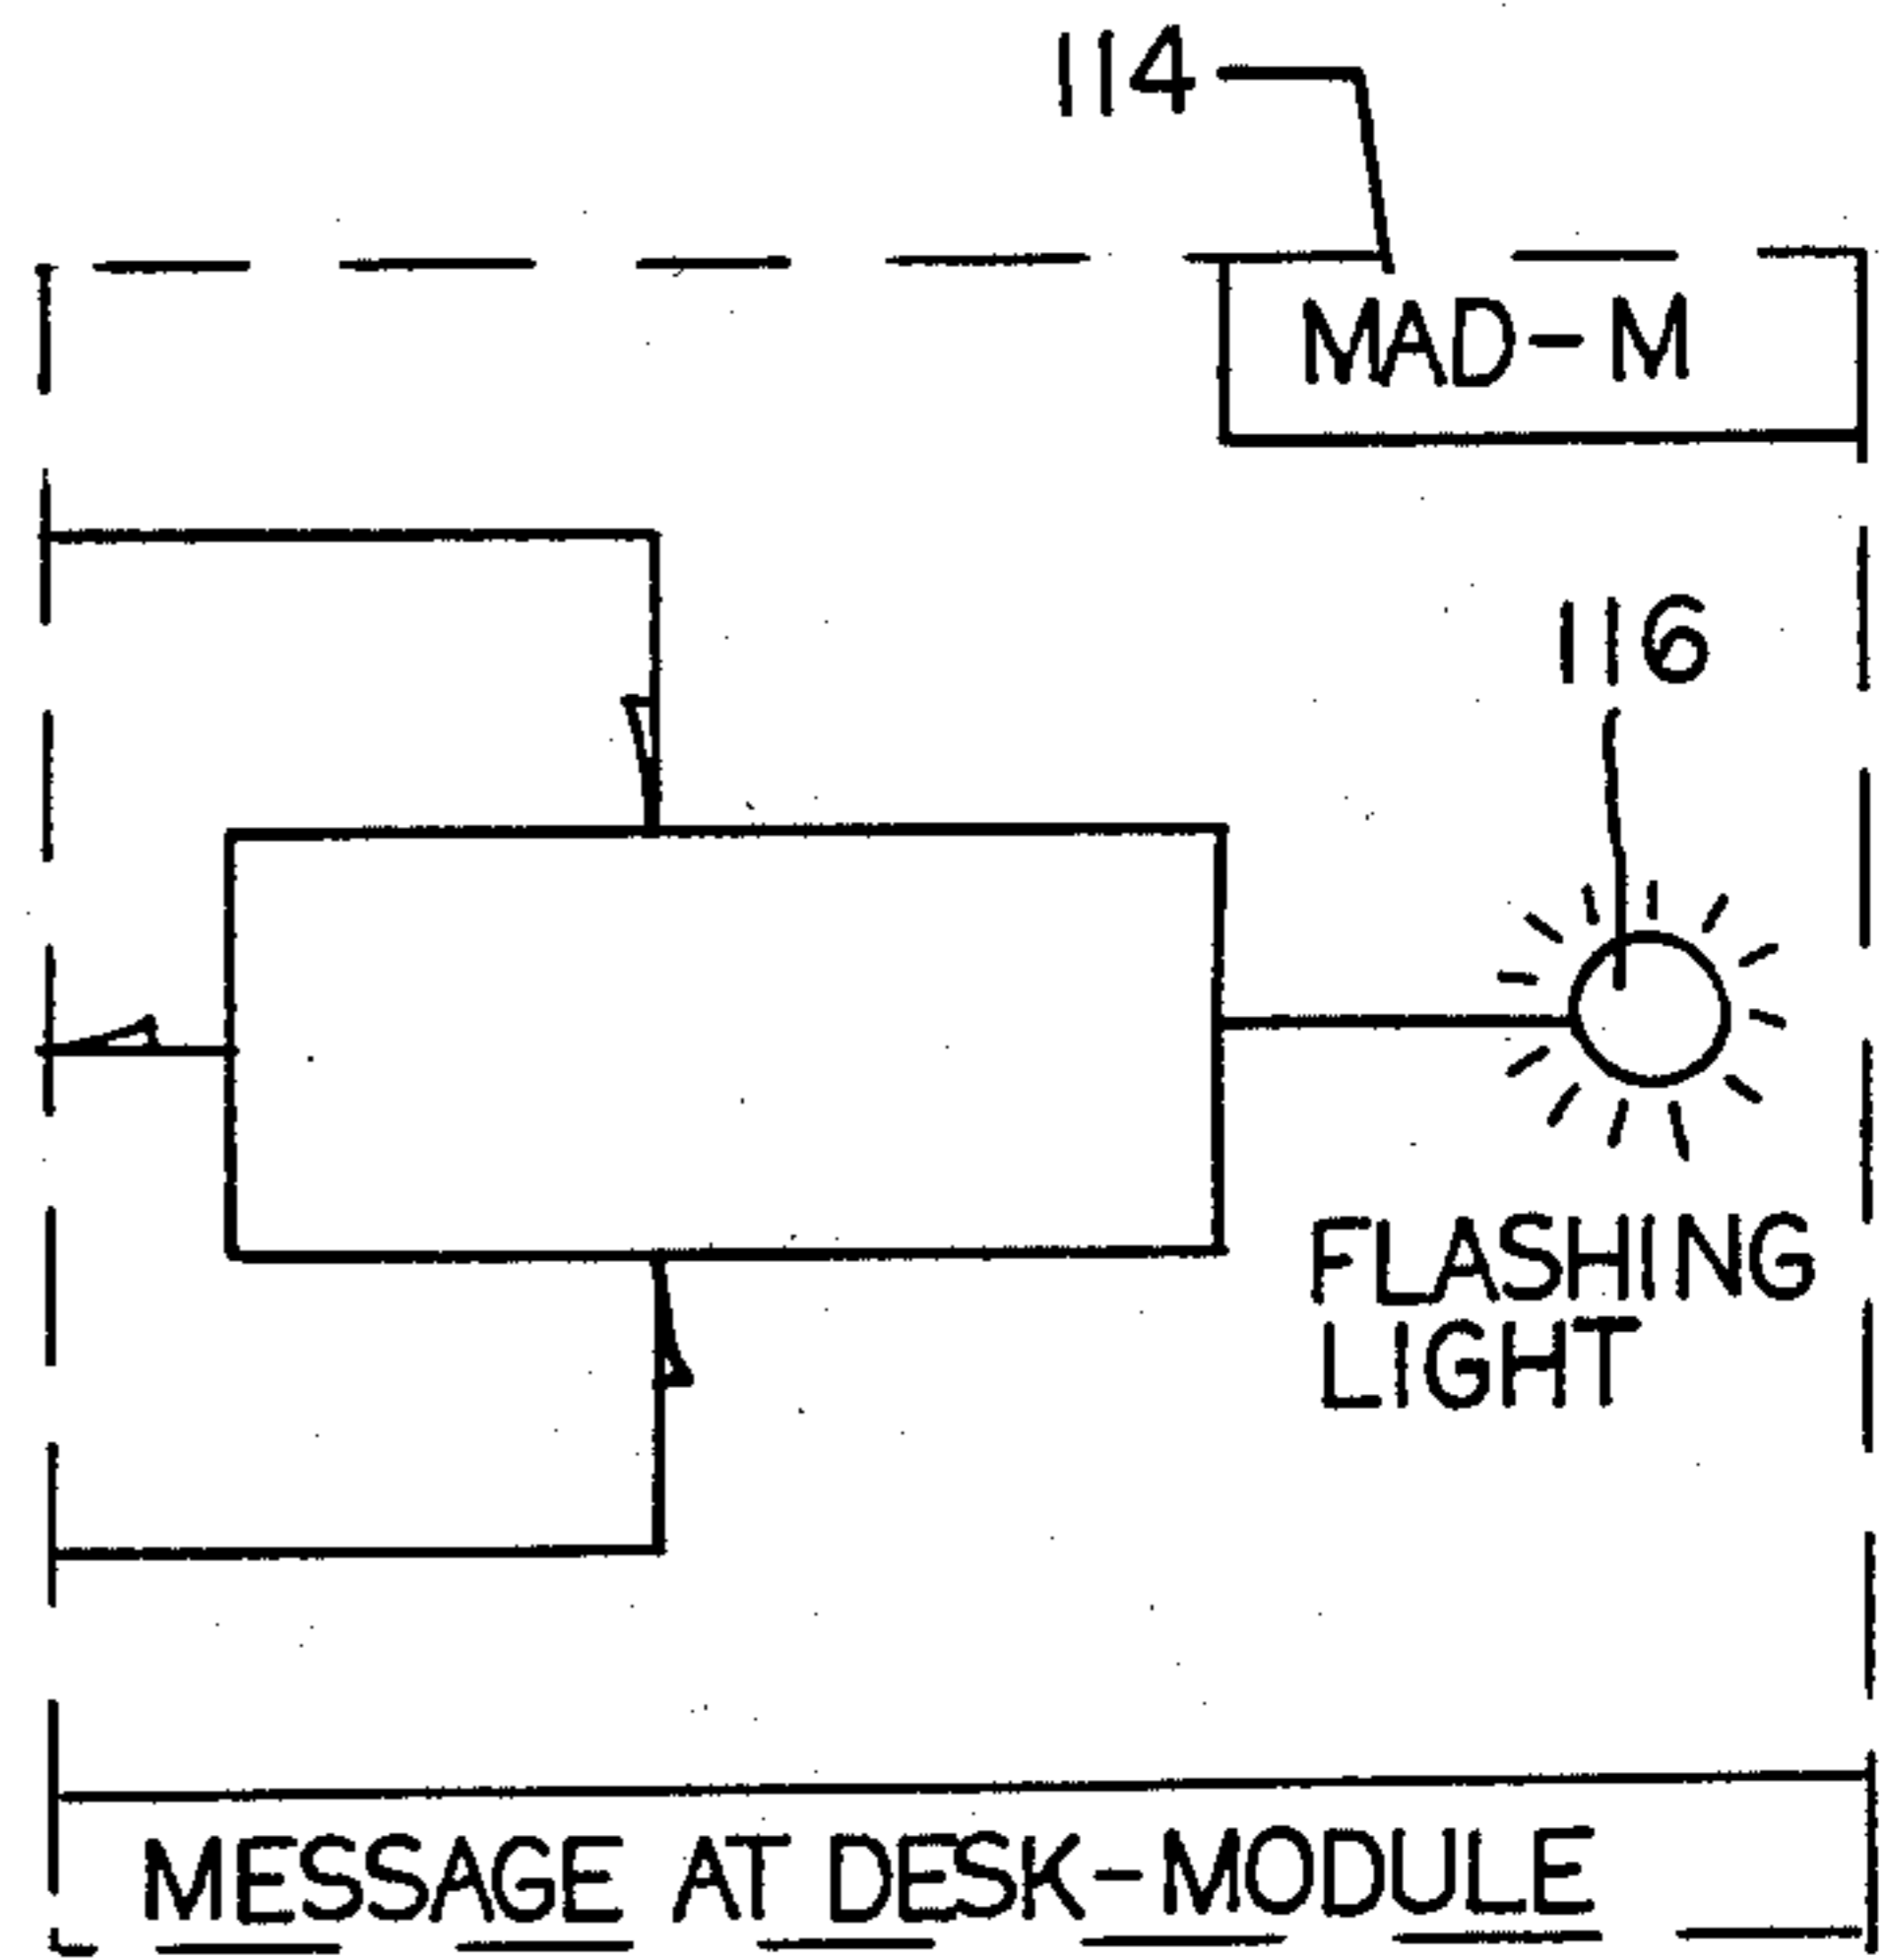 114
MAD-M
116
FLASHING
LIGHT
MESSAGE AT DESK-MODULE